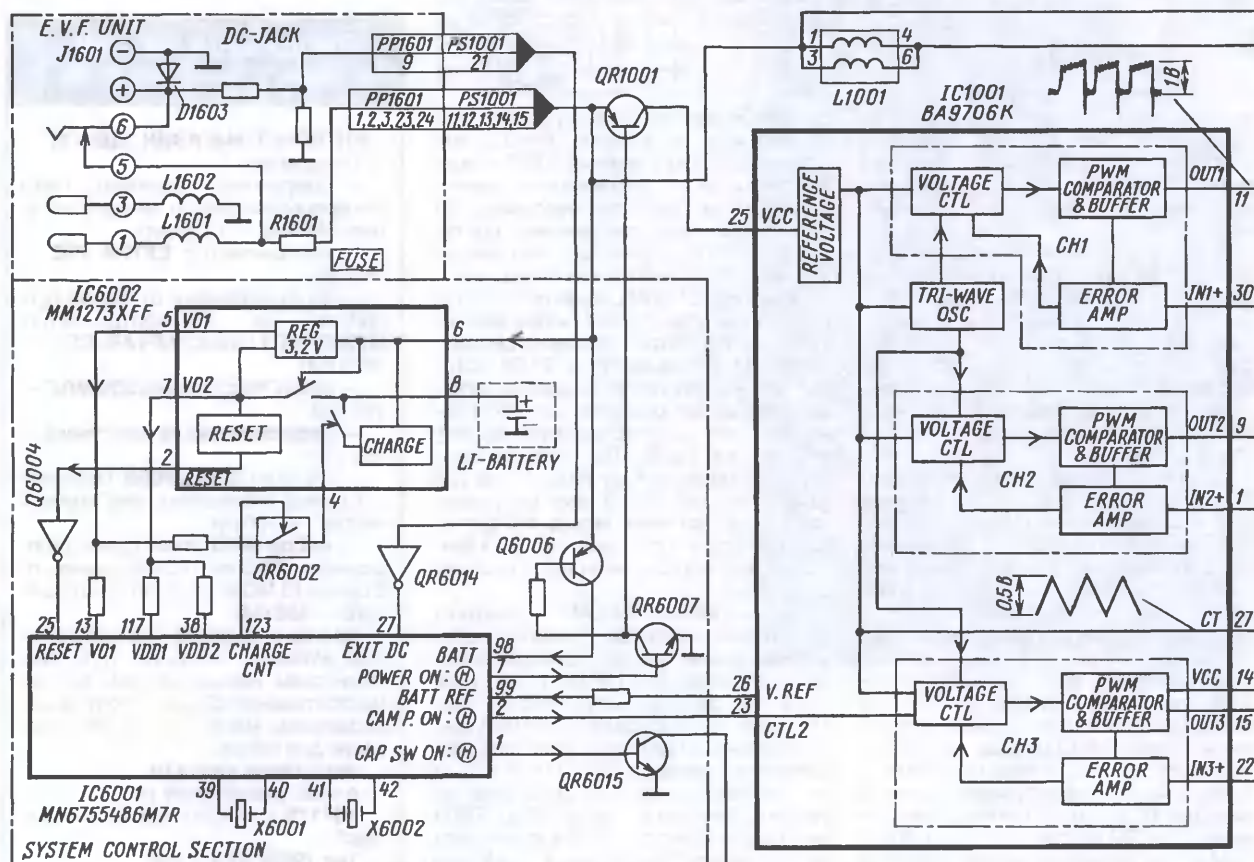 E.V.F. UNIT
J1601
DC-JACK
D1603
6
5
L1602
3
L1601
1
R1601
FUSE
PP1601
9
PS1001
21
PP1601
1,2,3,23,24
PS1001
11,12,13,14,15
QR1001
1
3
4
6
L1001
IC1001
BA9706K
1В
25
VCC
REFERENCE
VOLTAGE
VOLTAGE
CTL
PWM
COMPARATOR
& BUFFER
OUT1
11
CH1
TRI-WAVE
OSC
ERROR
AMP
IN1+
30
VOLTAGE
CTL
PWM
COMPARATOR
& BUFFER
OUT2
9
CH2
ERROR
AMP
IN2+
1
0,5В
CT
27
VOLTAGE
CTL
PWM
COMPARATOR
& BUFFER
VCC
14
OUT3
15
CH3
ERROR
AMP
IN3+
22
26
V.REF
23
CTL2
IC6002
MM1273XFF
5
VO1
REG
3,2V
6
7
VO2
8
RESET
CHARGE
LI-BATTERY
2
RESET
4
Q6004
QR6002
QR6014
Q6006
QR6007
25
13
117
38
123
27
RESET
VO1
VDD1
VDD2
CHARGE
CNT
EXIT DC
BATT
98
POWER ON: H
7
BATT REF
99
CAM P. ON: H
2
CAP SW ON: H
1
QR6015
IC6001
MN6755486M7R
39
40
41
42
X6001
X6002
SYSTEM CONTROL SECTION